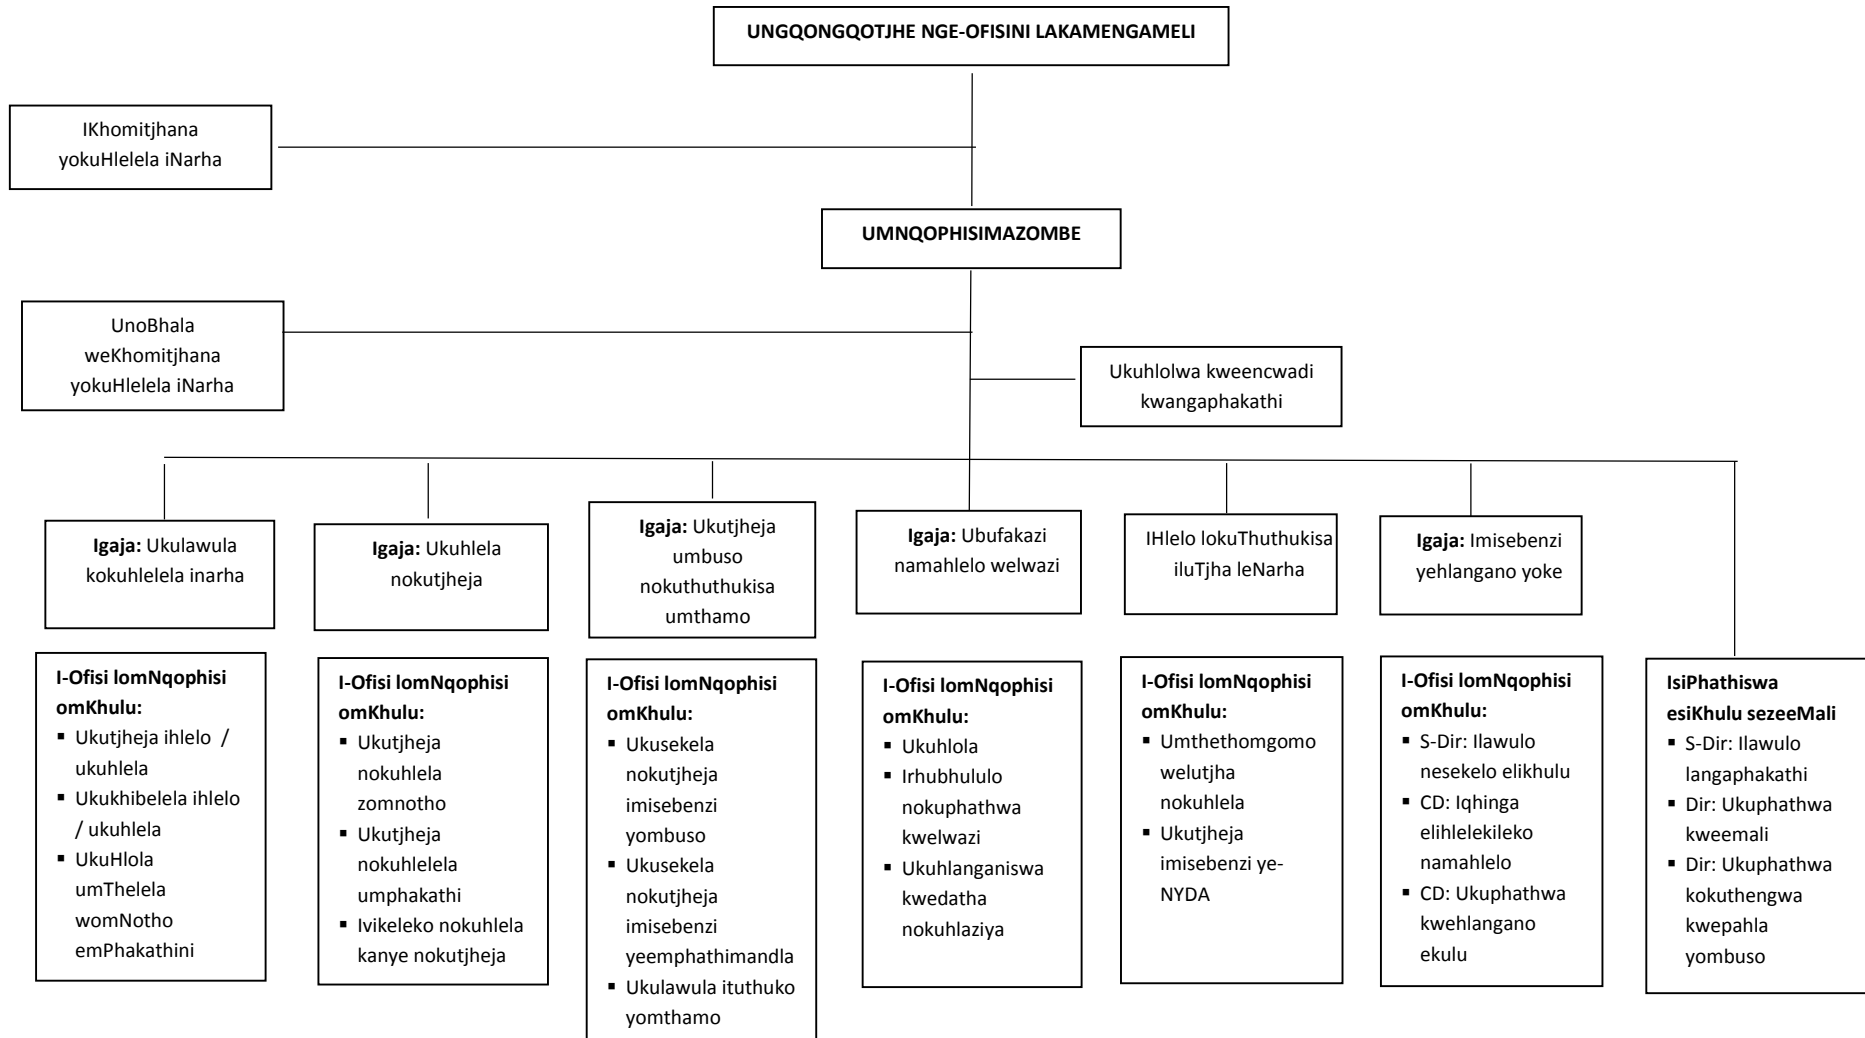 UNGQONGQOTJHE NGE-OFISINI LAKAMENGAMELI
IKhomitjhana
yokuHlelela iNarha
UMNQOPHISIMAZOMBE
UnoBhala
weKhomitjhana
yokuHlelela iNarha
Ukuhlolwa kweencwadi
kwangaphakathi
Igaja: Ukulawula
kokuhlelela inarha
Igaja: Ukuhlela
nokutjheja
Igaja: Ukutjheja
umbuso
nokuthuthukisa
umthamo
Igaja: Ubufakazi
namahlelo welwazi
IHlelo lokuThuthukisa
iluTjha leNarha
Igaja: Imisebenzi
yehlangano yoke
I-Ofisi lomNqophisi
omKhulu:
▪ Ukutjheja ihlelo /
ukuhlela
▪ Ukukhibelela ihlelo
/ ukuhlela
▪ UkuHlola
umThelela
womNotho
emPhakathini
I-Ofisi lomNqophisi
omKhulu:
▪ Ukutjheja
nokuhlela
zomnotho
▪ Ukutjheja
nokuhlelela
umphakathi
▪ Ivikeleko nokuhlela
kanye nokutjheja
I-Ofisi lomNqophisi
omKhulu:
▪ Ukusekela
nokutjheja
imisebenzi
yombuso
▪ Ukusekela
nokutjheja
imisebenzi
yeemphathimandla
▪ Ukulawula ituthuko
yomthamo
I-Ofisi lomNqophisi
omKhulu:
▪ Ukuhlola
▪ Irhubhululo
nokuphathwa
kwelwazi
▪ Ukuhlanganiswa
kwedatha
nokuhlaziya
I-Ofisi lomNqophisi
omKhulu:
▪ Umthethomgomo
welutjha
nokuhlela
▪ Ukutjheja
imisebenzi ye-
NYDA
I-Ofisi lomNqophisi
omKhulu:
▪ S-Dir: Ilawulo
nesekelo elikhulu
▪ CD: Iqhinga
elihlelekileko
namahlelo
▪ CD: Ukuphathwa
kwehlangano
ekulu
IsiPhathiswa
esiKhulu sezeeMali
▪ S-Dir: Ilawulo
langaphakathi
▪ Dir: Ukuphathwa
kweemali
▪ Dir: Ukuphathwa
kokuthengwa
kwepahla
yombuso